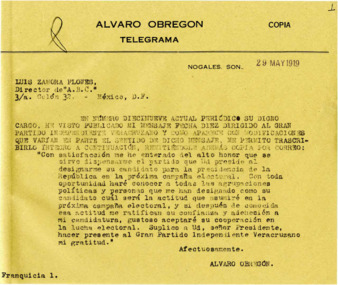 ALVARO OBREGON
COPIA
TELEGRAMA
NOGALES, SON.
29 MAYO 1919
LUIS ZAMORA FLORES,
Director de "A.B.C."
3/a. Colón 32. - México, D.F.
EN NÚMERO DIECINUEVE ACTUAL PERIÓDICO SU DIGNO
CARGO, HE VISTO PUBLICADO MI MENSAJE FECHA DIEZ DIRIGIDO AL GRAN
PARTIDO INDEPENDIENTE VERACRUZANO Y COMO APARECE CON MODIFICACIONES
QUE VARÍAN EN PARTE EL SENTIDO DE DICHO MENSAJE, ME PERMITO TRASCRI-
BIRLO ÍNTEGRO A CONTINUACIÓN, REMITIÉNDOLE ADEMÁS COPIA POR CORREO:
"Con satisfacción me he enterado del alto honor que se
sirve dispensarme el partido que Ud preside al
designarme su candidato para la presidencia de la
República en la próxima campaña electoral. Con toda
oportunidad haré conocer a todas las agrupaciones
políticas y personas que me han designado como su
candidato cuál será la actitud que asumiré en la
próxima campaña electoral, y si después de conocida
esa actitud me ratifican su confianza y adhesión a
mi candidatura, gustoso aceptaré su cooperación en
la lucha electoral. Suplico a Ud, señor Presidente,
hacer presente al Gran Partido Independiente Veracruzano
mi gratitud."
Afectuosamente.
ALVARO OBREGÓN.
Franquicia 1.